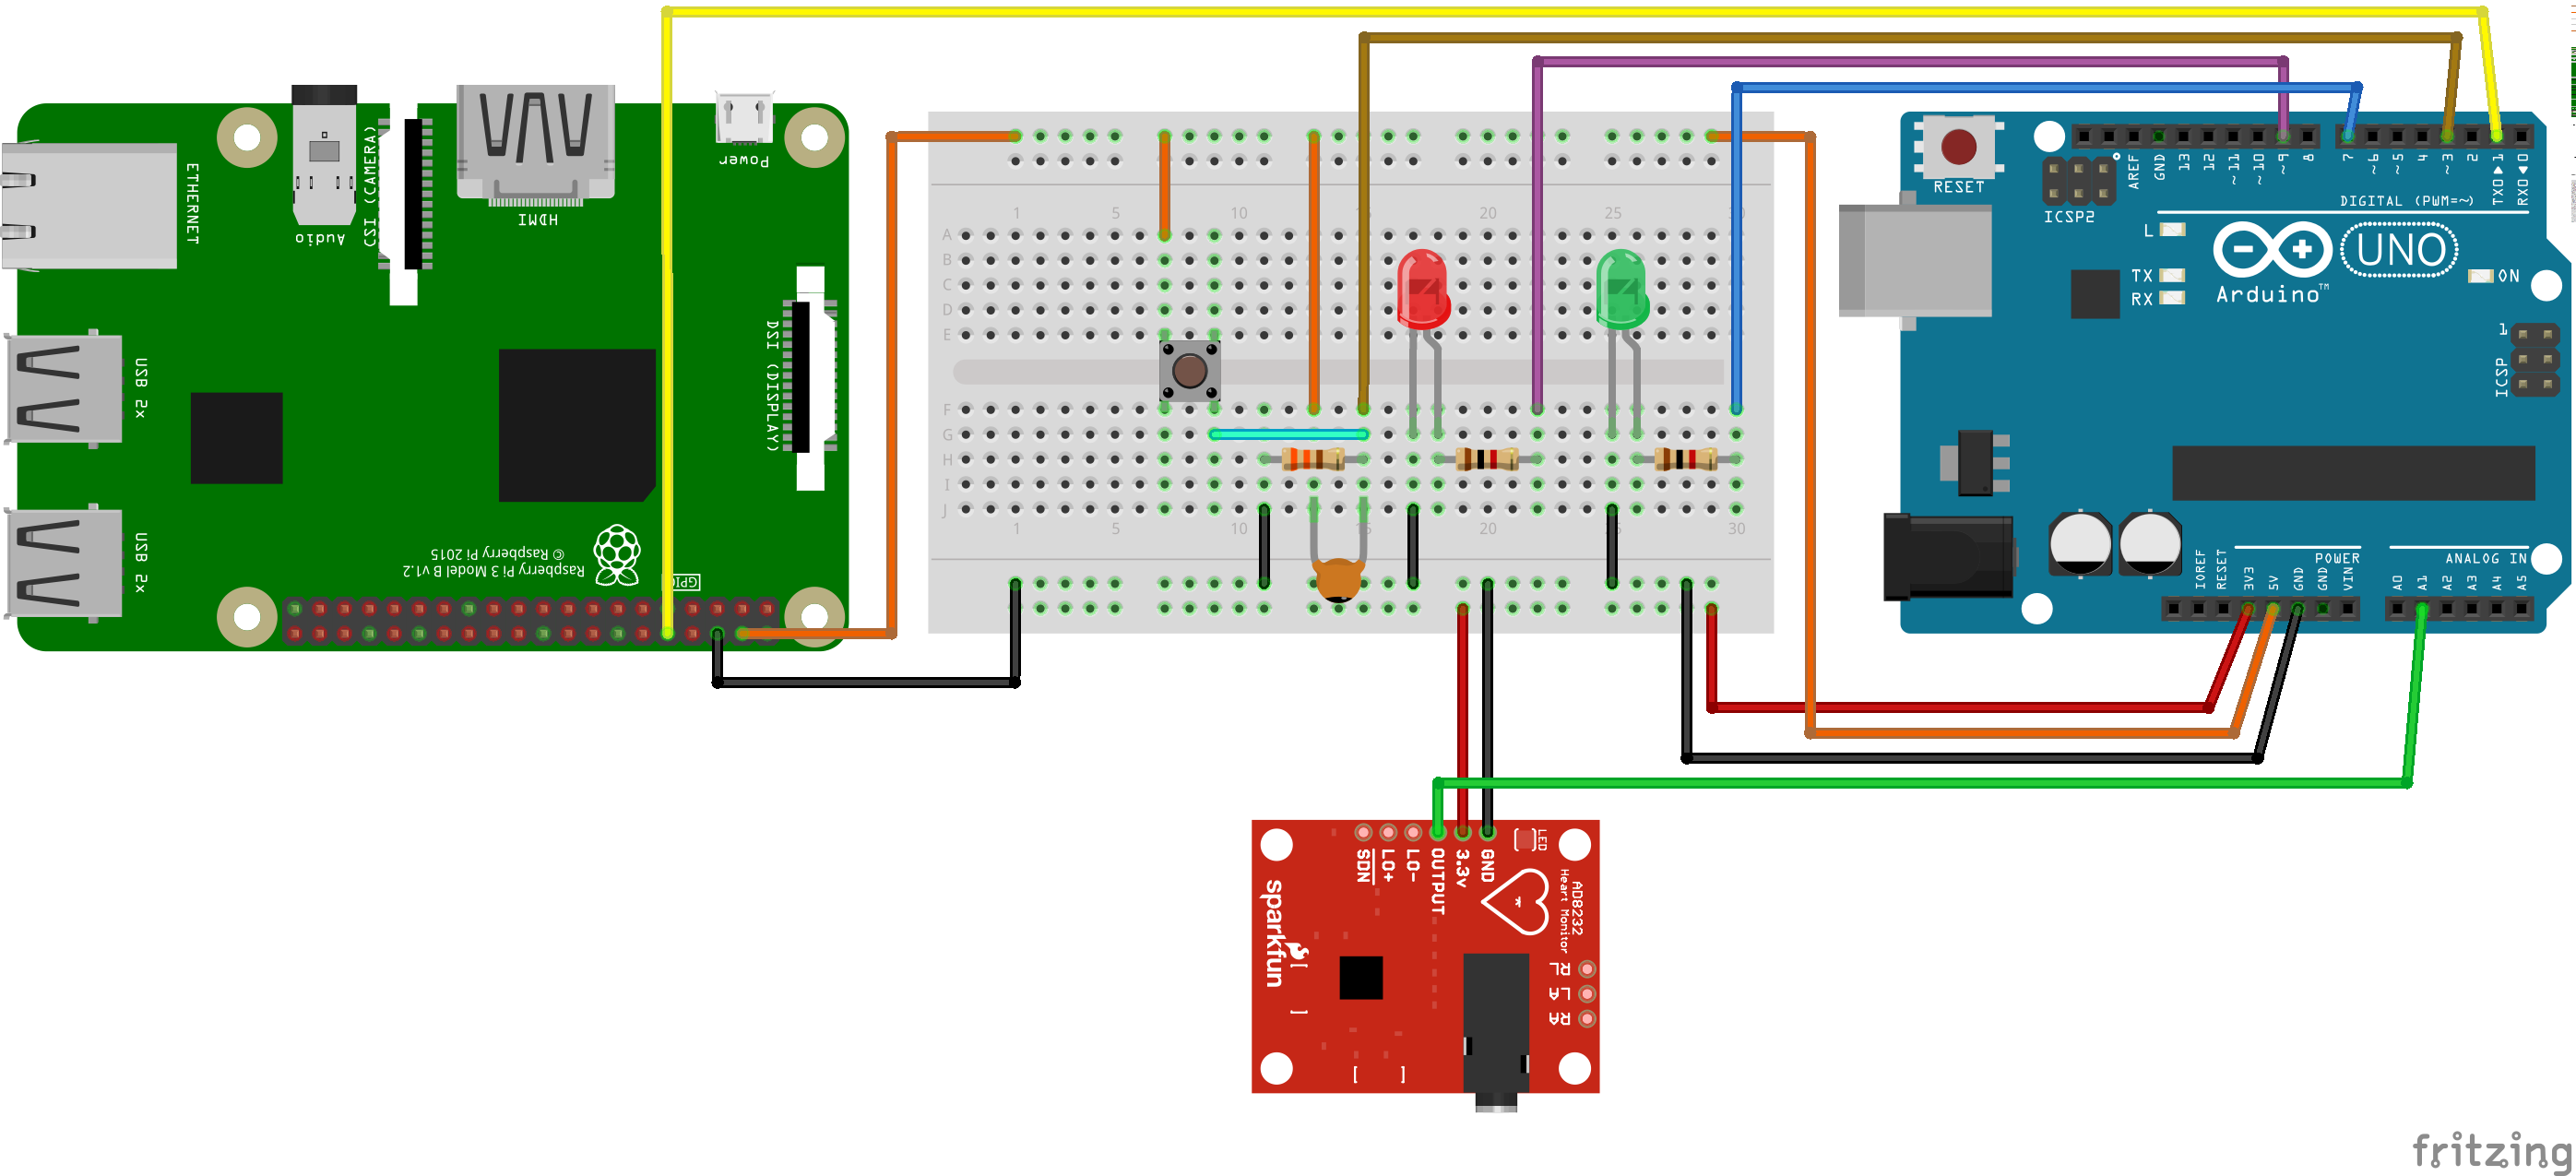 ETHERNET
Audio
CSI (CAMERA)
HDMI
Power
USB 2x
USB 2x
DSI (DISPLAY)
© Raspberry Pi 2015
Raspberry Pi 3 Model B v1.2
GPIO
1 5 10 15 20 25 30
A
B
C
D
E
F
G
H
I
J
1 5 10 15 20 25 30
RESET
ICSP2
AREF
GND
13
12
~11
~10
~9
8
7
~6
~5
4
~3
2
TX0▶1
RX0◀0
DIGITAL (PWM=~)
L
TX
RX
UNO
Arduino™
ON
1
ICSP
IOREF
RESET
3V3
5V
GND
GND
VIN
POWER
ANALOG IN
A0
A1
A2
A3
A4
A5
SDN
LO+
LO-
OUTPUT
3.3v
GND
LED
AD8232
Heart Monitor
sparkfun
RL
LA
RA
fritzing